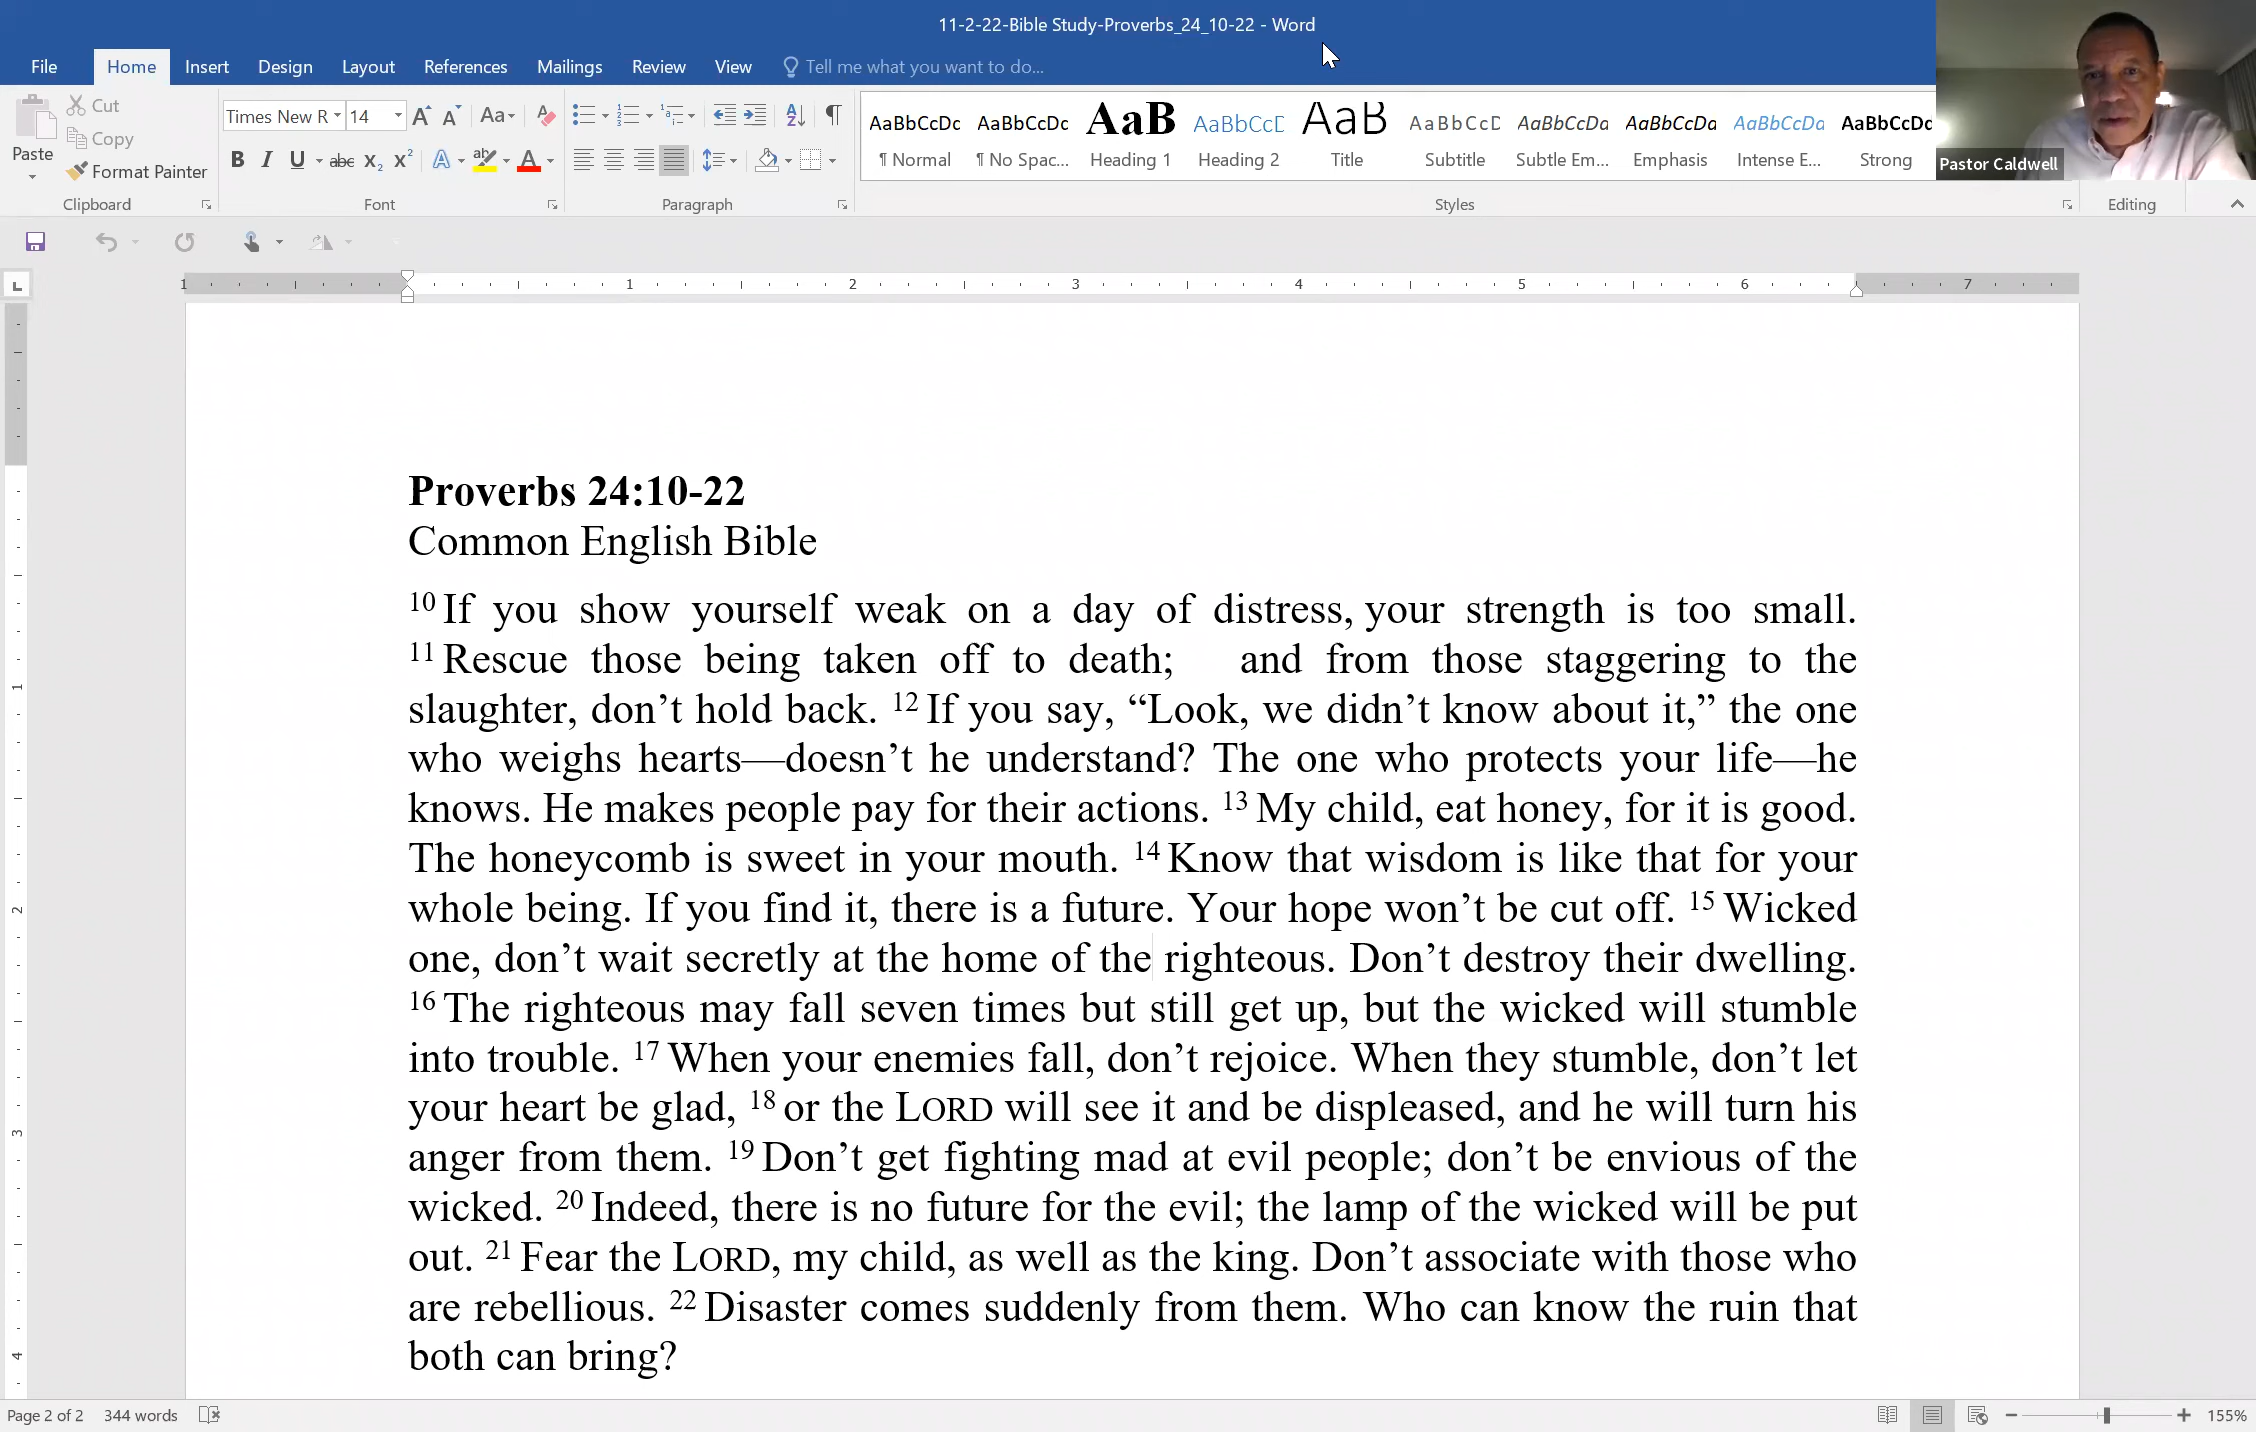 11-2-22-Bible Study-Proverbs_24_10-22 - Word
File Home Insert Design Layout References Mailings Review View Tell me what you want to do...
Cut
Copy
Format Painter
Paste
Clipboard
Times New R 14
Font
Paragraph
AaBbCcDc AaBbCcDc AaB AaBbCcD AaB AaBbCcD AaBbCcDa AaBbCcDa AaBbCcDa AaBbCcDc
¶ Normal ¶ No Spac... Heading 1 Heading 2 Title Subtitle Subtle Em... Emphasis Intense E... Strong
Styles
Editing
Pastor Caldwell
1 1 2 3 4 5 6 7
Proverbs 24:10-22
Common English Bible
10 If you show yourself weak on a day of distress, your strength is too small.
11 Rescue those being taken off to death; and from those staggering to the
slaughter, don’t hold back. 12 If you say, “Look, we didn’t know about it,” the one
who weighs hearts—doesn’t he understand? The one who protects your life—he
knows. He makes people pay for their actions. 13 My child, eat honey, for it is good.
The honeycomb is sweet in your mouth. 14 Know that wisdom is like that for your
whole being. If you find it, there is a future. Your hope won’t be cut off. 15 Wicked
one, don’t wait secretly at the home of the righteous. Don’t destroy their dwelling.
16 The righteous may fall seven times but still get up, but the wicked will stumble
into trouble. 17 When your enemies fall, don’t rejoice. When they stumble, don’t let
your heart be glad, 18 or the LORD will see it and be displeased, and he will turn his
anger from them. 19 Don’t get fighting mad at evil people; don’t be envious of the
wicked. 20 Indeed, there is no future for the evil; the lamp of the wicked will be put
out. 21 Fear the LORD, my child, as well as the king. Don’t associate with those who
are rebellious. 22 Disaster comes suddenly from them. Who can know the ruin that
both can bring?
1
2
3
4
Page 2 of 2 344 words 155%